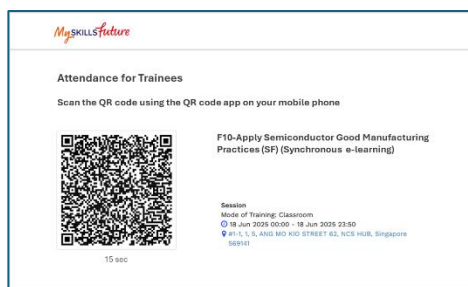 MySKILLSfuture
Attendance for Trainees
Scan the QR code using the QR code app on your mobile phone
F10-Apply Semiconductor Good Manufacturing
Practices (SF) (Synchronous e-learning)
Session
Mode of Training: Classroom
18 Jun 2025 00:00 - 18 Jun 2025 23:50
#1-1, 1, 5, ANG MO KIO STREET 62, NCS HUB, Singapore
569141
15 sec